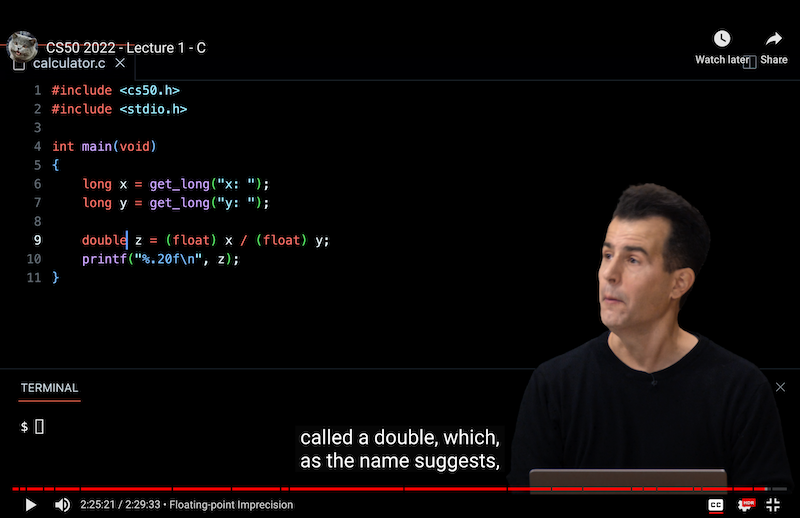 CS50 2022 - Lecture 1 - C
Watch later
Share
calculator.c
1 #include <cs50.h>
2 #include <stdio.h>
3
4 int main(void)
5 {
6 long x = get_long("x: ");
7 long y = get_long("y: ");
8
9 double z = (float) x / (float) y;
10 printf("%.20f\n", z);
11 }
TERMINAL
$
called a double, which,
as the name suggests,
2:25:21 / 2:29:33 • Floating-point Imprecision
CC
HDR